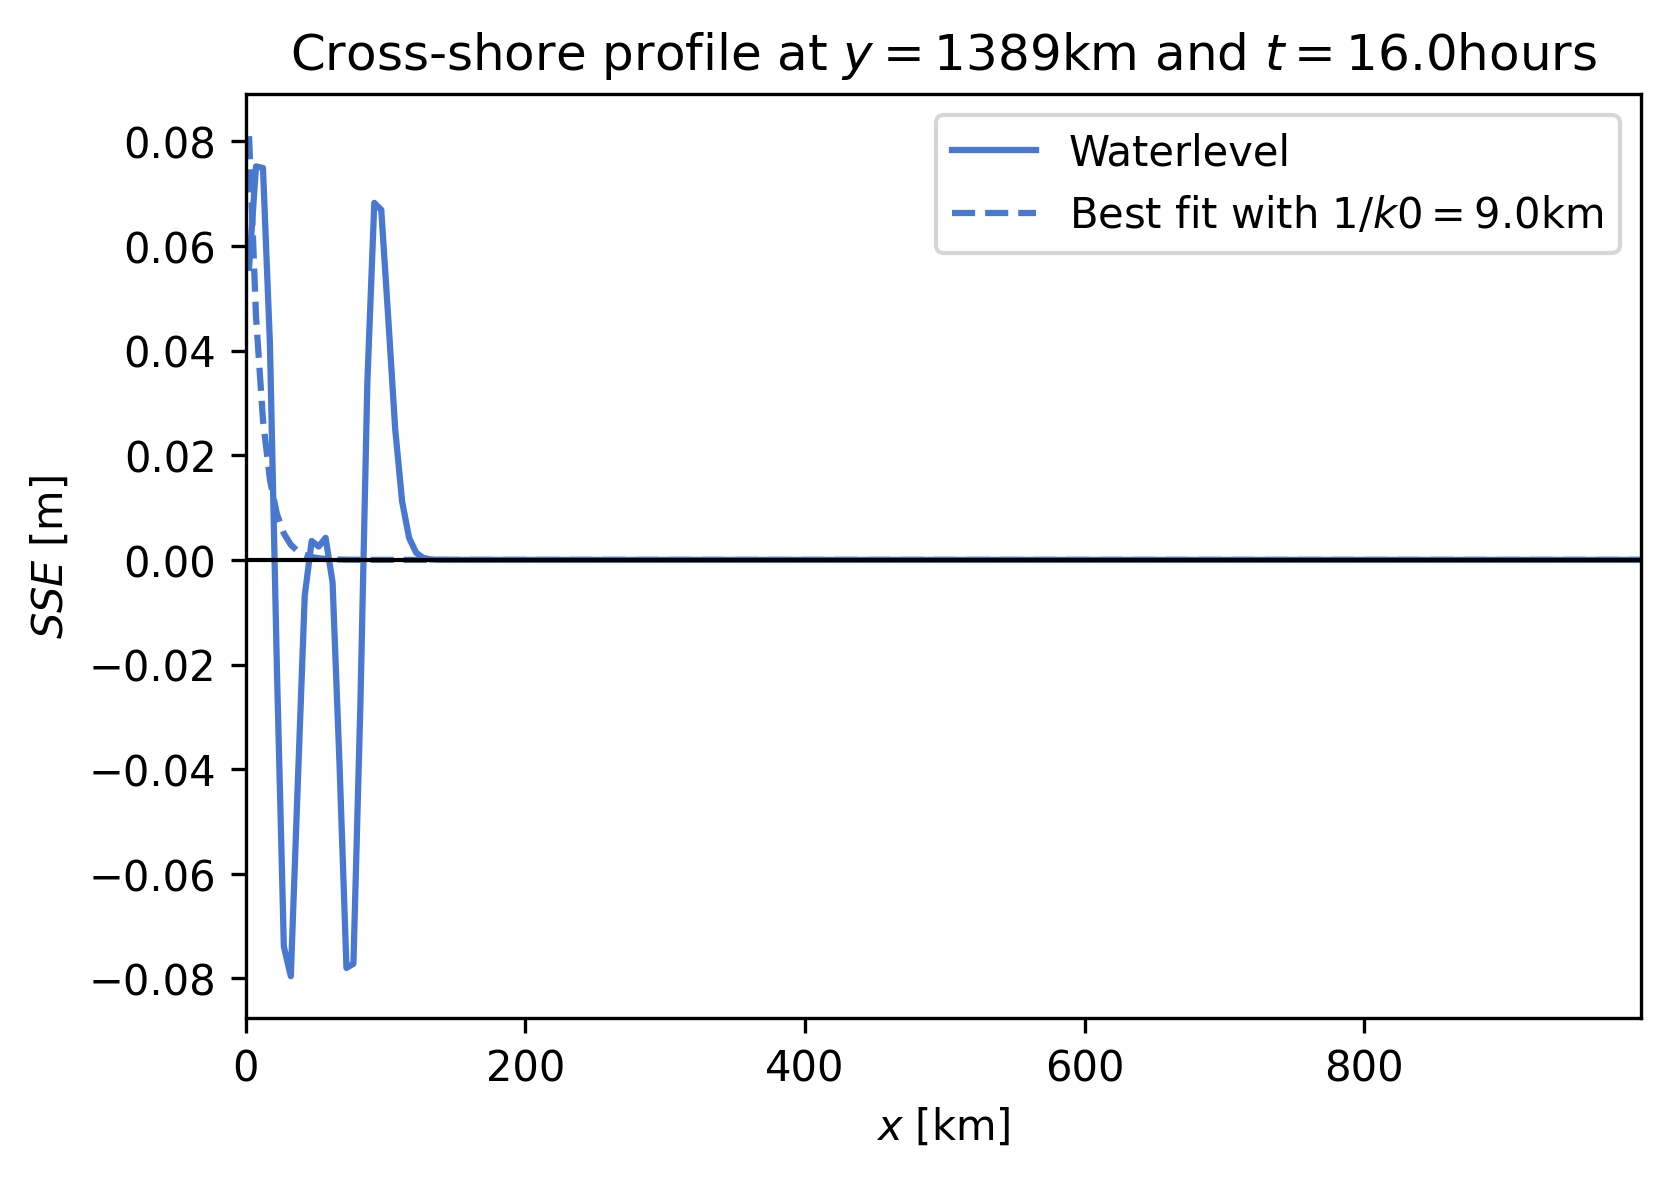 Cross-shore profile at y = 1389km and t = 16.0hours
Waterlevel
Best fit with 1/k0 = 9.0km
0.08
0.06
0.04
0.02
0.00
−0.02
−0.04
−0.06
−0.08
SSE [m]
0 200 400 600 800
x [km]